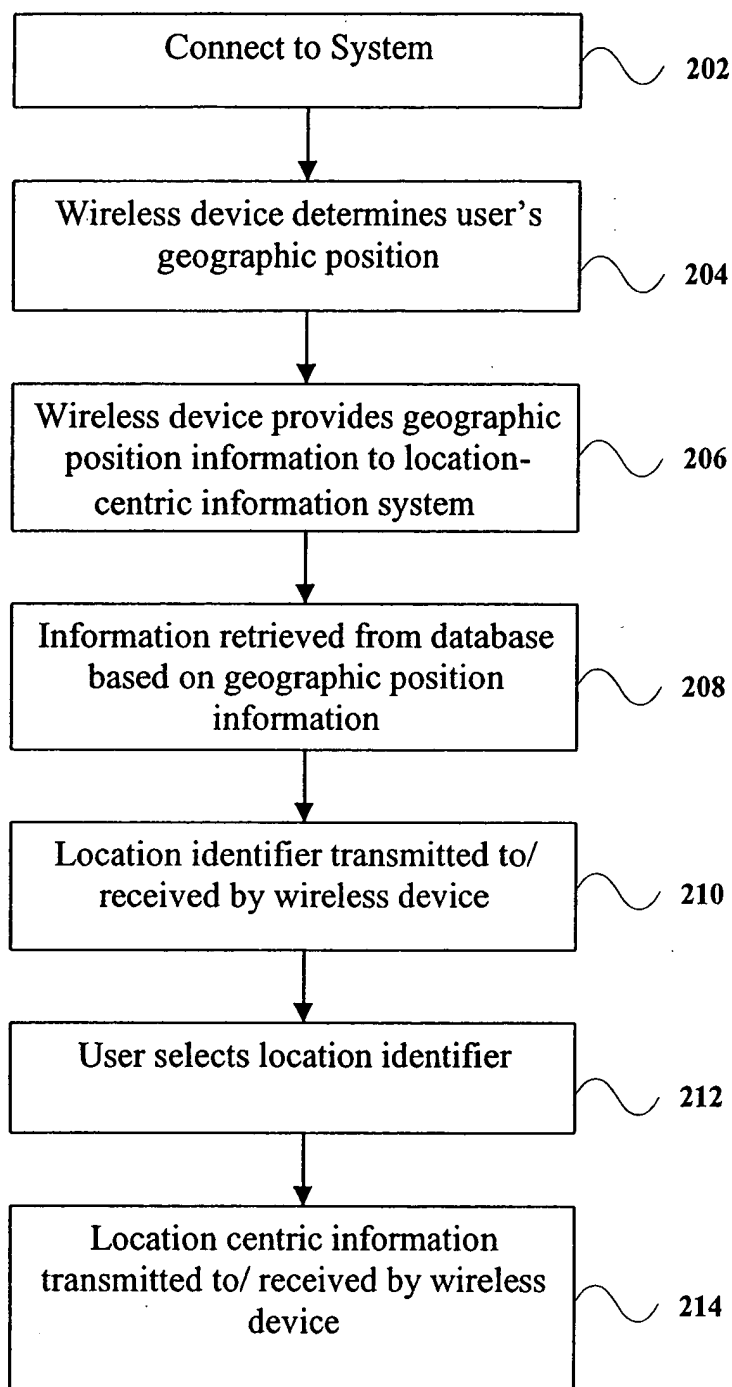 Connect to System
202
Wireless device determines user's
geographic position
204
Wireless device provides geographic
position information to location-
centric information system
206
Information retrieved from database
based on geographic position
information
208
Location identifier transmitted to/
received by wireless device
210
User selects location identifier
212
Location centric information
transmitted to/ received by wireless
device
214